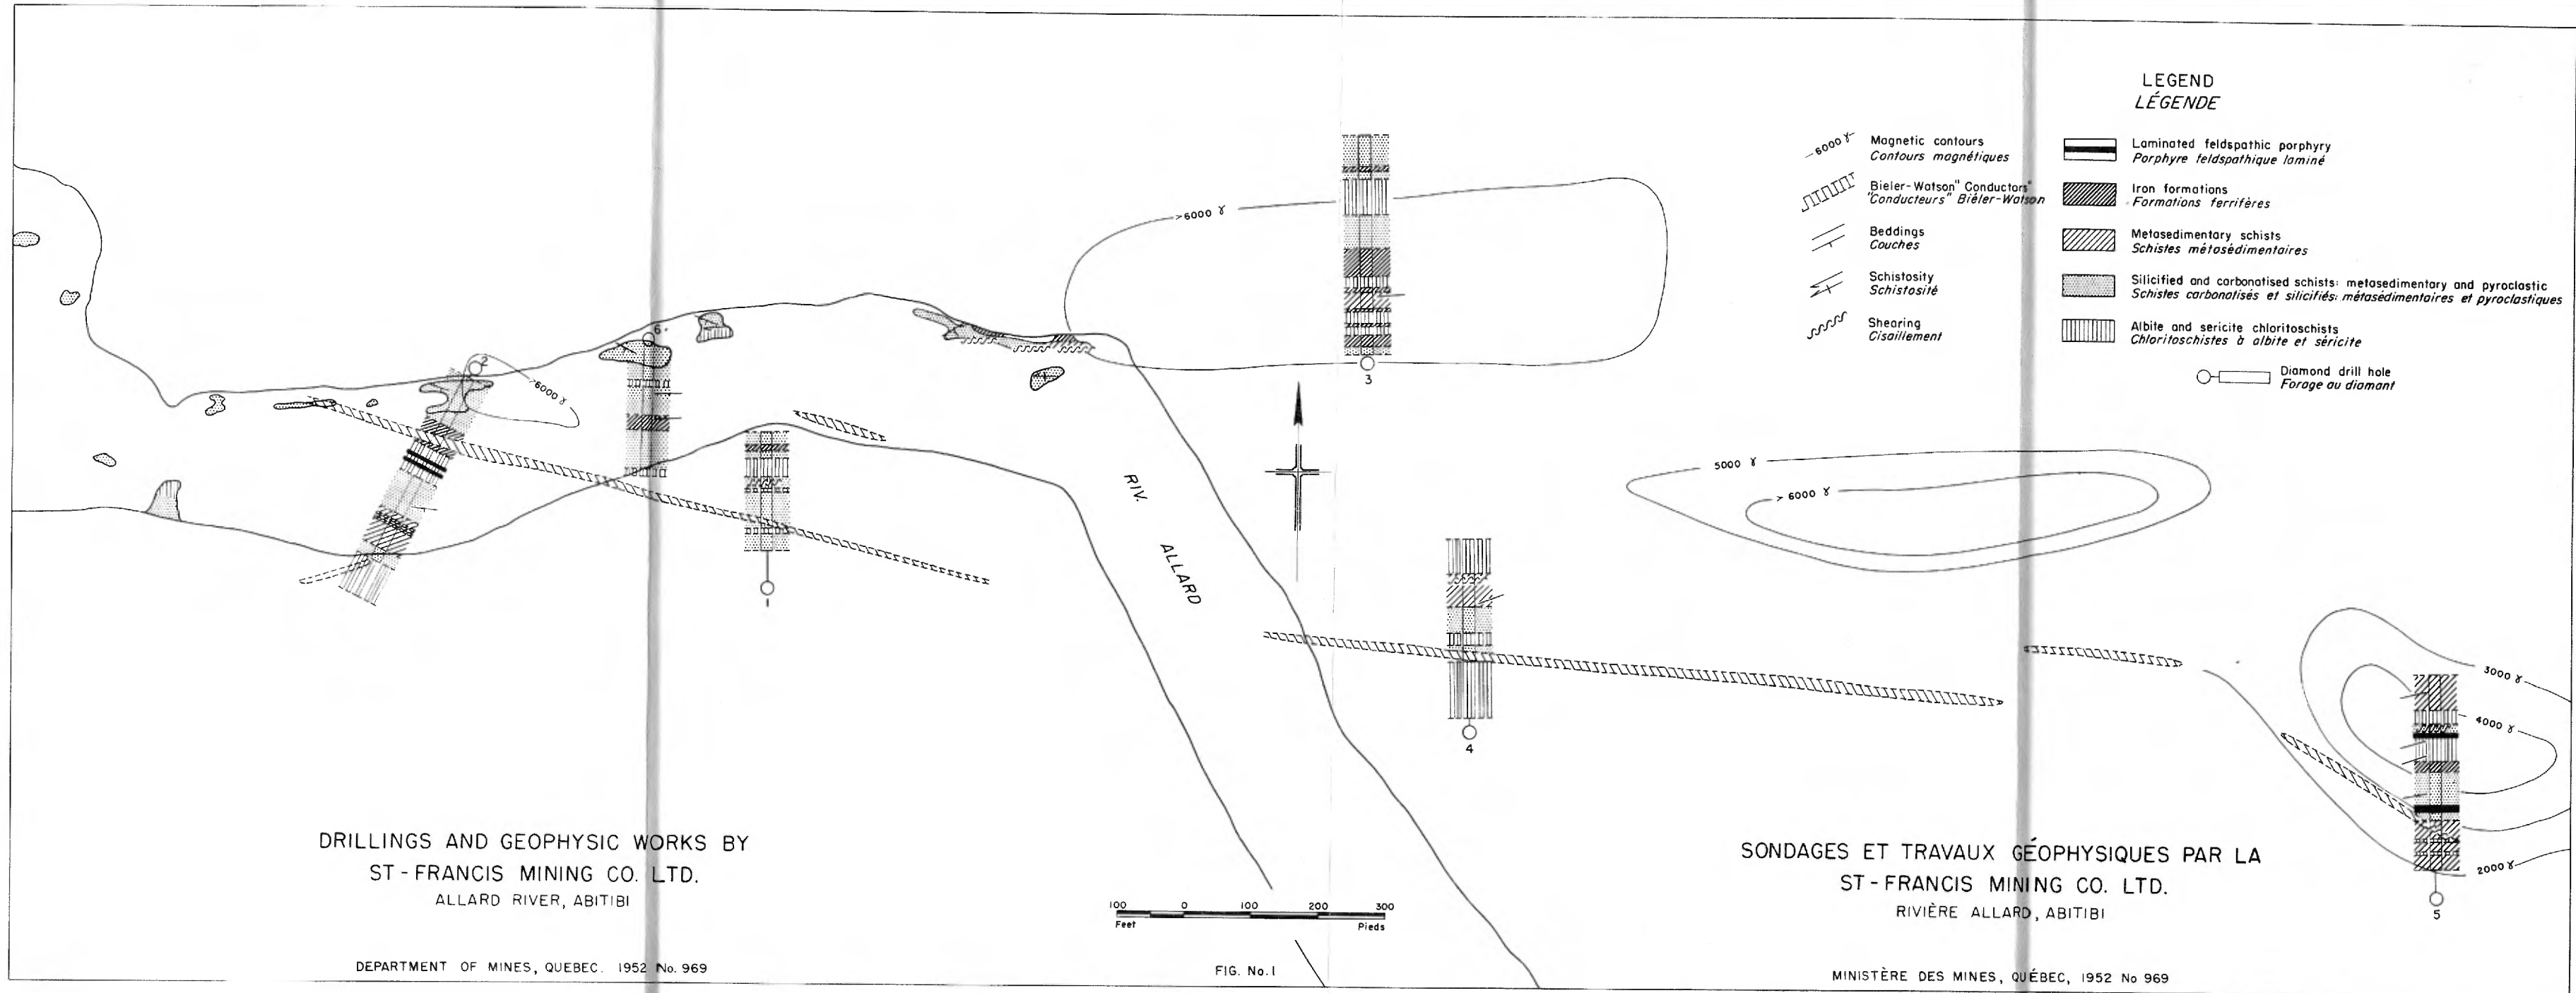 LEGEND
LÉGENDE
6000 ɣ
Magnetic contours
Contours magnétiques
Bieler-Watson "Conductors"
"Conducteurs" Biéler-Watson
Beddings
Couches
Schistosity
Schistosité
Shearing
Cisaillement
Laminated feldspathic porphyry
Porphyre feldspathique laminé
Iron formations
Formations ferrifères
Metasedimentary schists
Schistes métasédimentaires
Silicified and carbonatised schists: metasedimentary and pyroclastic
Schistes carbonatisés et silicifiés: métasédimentaires et pyroclastiques
Albite and sericite chloritoschists
Chloritoschistes à albite et séricite
Diamond drill hole
Forage au diamant
>6000 ɣ
6
2
>6000 ɣ
3
1
RIV.
ALLARD
5000 ɣ
>6000 ɣ
4
3000 ɣ
4000 ɣ
2000 ɣ
5
DRILLINGS AND GEOPHYSIC WORKS BY
ST-FRANCIS MINING CO. LTD.
ALLARD RIVER, ABITIBI
DEPARTMENT OF MINES, QUEBEC. 1952 No. 969
100 0 100 200 300
Feet Pieds
FIG. No. 1
SONDAGES ET TRAVAUX GÉOPHYSIQUES PAR LA
ST-FRANCIS MINING CO. LTD.
RIVIÈRE ALLARD, ABITIBI
MINISTÈRE DES MINES, QUÉBEC, 1952 No 969